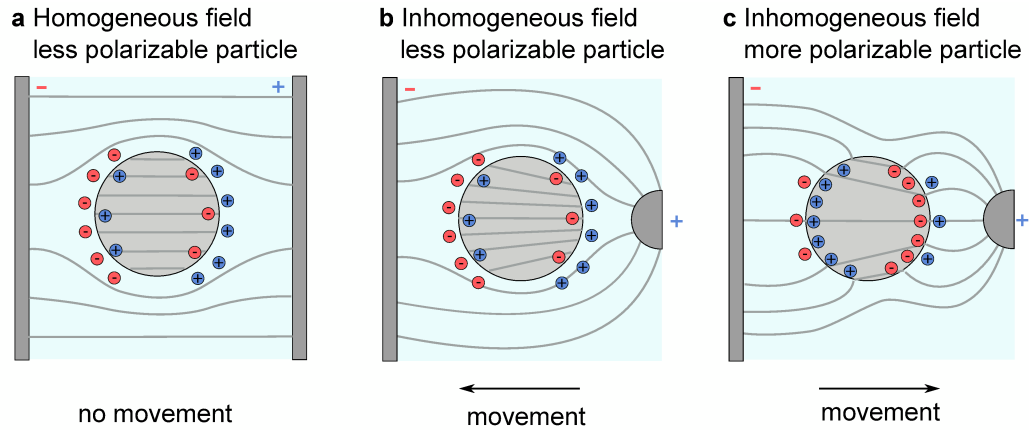 a Homogeneous field
less polarizable particle
b Inhomogeneous field
less polarizable particle
c Inhomogeneous field
more polarizable particle
no movement
movement
movement